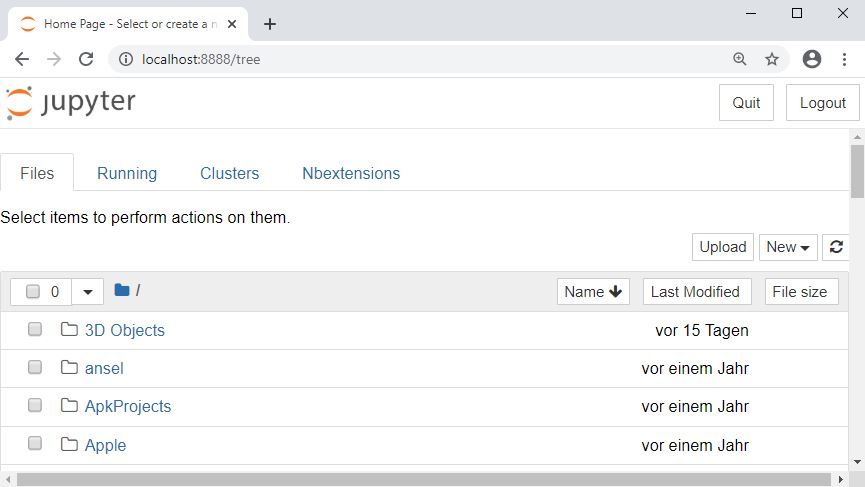 Home Page - Select or create a n
localhost:8888/tree
jupyter
Quit Logout
Files Running Clusters Nbextensions
Select items to perform actions on them.
Upload New
0 / Name Last Modified File size
3D Objects vor 15 Tagen
ansel vor einem Jahr
ApkProjects vor einem Jahr
Apple vor einem Jahr